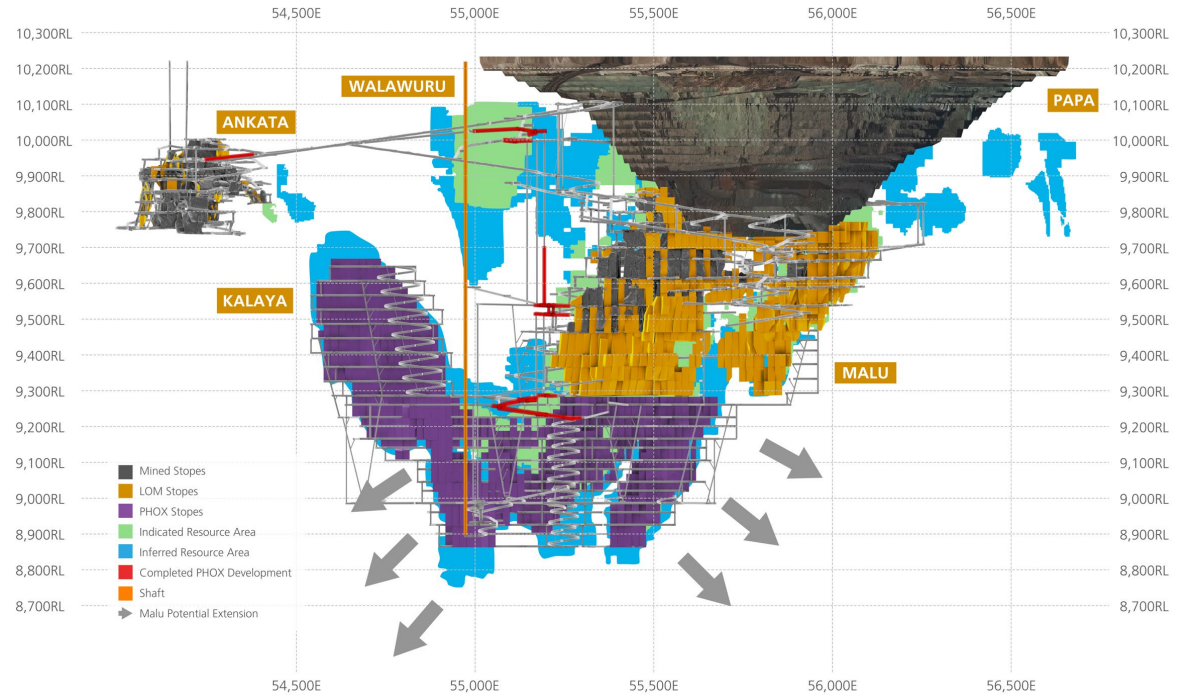 54,500E 55,000E 55,500E 56,000E 56,500E
10,300RL 10,300RL
10,200RL 10,200RL
WALAWURU
10,100RL PAPA 10,100RL
ANKATA
10,000RL 10,000RL
9,900RL 9,900RL
9,800RL 9,800RL
9,700RL 9,700RL
9,600RL 9,600RL
KALAYA
9,500RL 9,500RL
9,400RL 9,400RL
MALU
9,300RL 9,300RL
9,200RL 9,200RL
9,100RL 9,100RL
Mined Stopes
LOM Stopes
9,000RL 9,000RL
PHOX Stopes
Indicated Resource Area
8,900RL 8,900RL
Inferred Resource Area
8,800RL 8,800RL
Completed PHOX Development
Shaft
8,700RL 8,700RL
Malu Potential Extension
54,500E 55,000E 55,500E 56,000E 56,500E